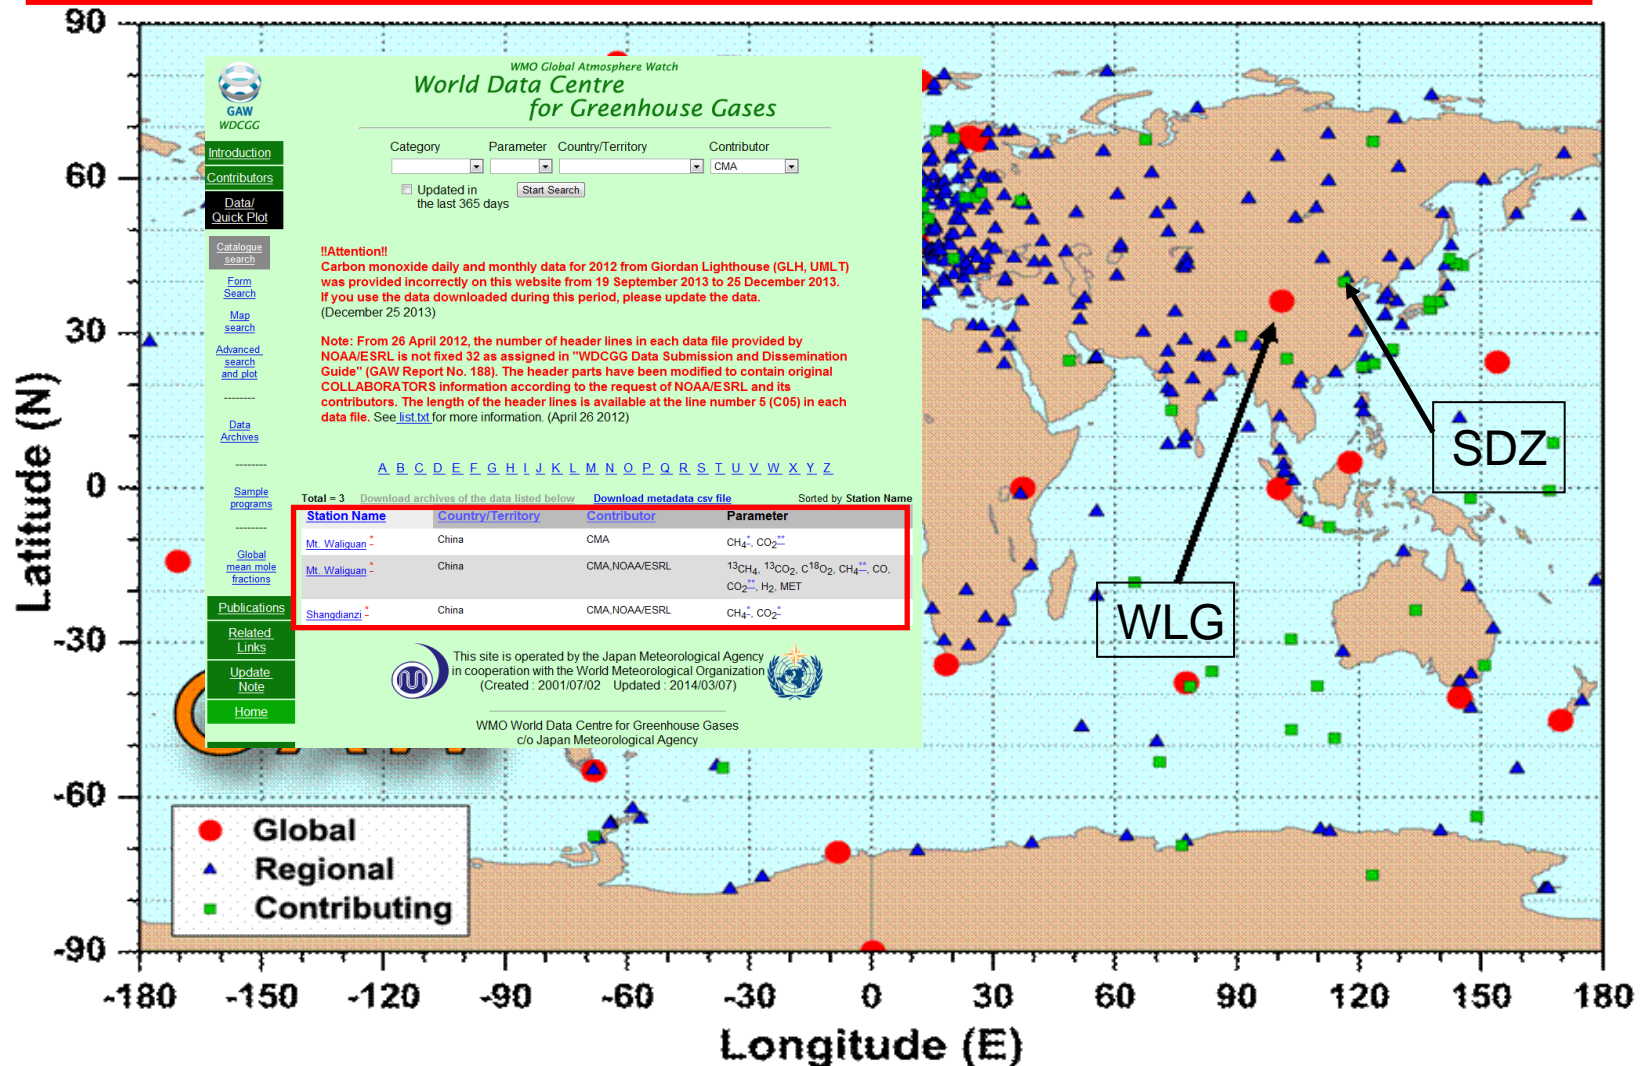 90
60
30
0
-30
-60
-90
Latitude (N)
GAW
WDCGG
WMO Global Atmosphere Watch
World Data Centre
for Greenhouse Gases
Introduction
Contributors
Data/
Quick Plot
Catalogue
search
Form
Search
Map
search
Advanced
search
and plot
--------
Data
Archives
--------
Sample
programs
--------
Global
mean mole
fractions
Publications
Related
Links
Update
Note
Home
Category Parameter Country/Territory Contributor
CMA
Updated in
the last 365 days
Start Search
!!Attention!!
Carbon monoxide daily and monthly data for 2012 from Giordan Lighthouse (GLH, UMLT)
was provided incorrectly on this website from 19 September 2013 to 25 December 2013.
If you use the data downloaded during this period, please update the data.
(December 25 2013)
Note: From 26 April 2012, the number of header lines in each data file provided by
NOAA/ESRL is not fixed 32 as assigned in "WDCGG Data Submission and Dissemination
Guide" (GAW Report No. 188). The header parts have been modified to contain original
COLLABORATORS information according to the request of NOAA/ESRL and its
contributors. The length of the header lines is available at the line number 5 (C05) in each
data file. See list.txt for more information. (April 26 2012)
A B C D E F G H I J K L M N O P Q R S T U V W X Y Z
Total = 3 Download archives of the data listed below Download metadata csv file Sorted by Station Name
Station Name Country/Territory Contributor Parameter
Mt. Waliguan * China CMA CH4*, CO2**
Mt. Waliguan * China CMA,NOAA/ESRL 13CH4, 13CO2, C18O2, CH4**, CO,
CO2**, H2, MET
Shangdianzi * China CMA,NOAA/ESRL CH4*, CO2*
This site is operated by the Japan Meteorological Agency
in cooperation with the World Meteorological Organization
(Created : 2001/07/02 Updated : 2014/03/07)
WMO World Data Centre for Greenhouse Gases
c/o Japan Meteorological Agency
SDZ
WLG
Global
Regional
Contributing
-180 -150 -120 -90 -60 -30 0 30 60 90 120 150 180
Longitude (E)